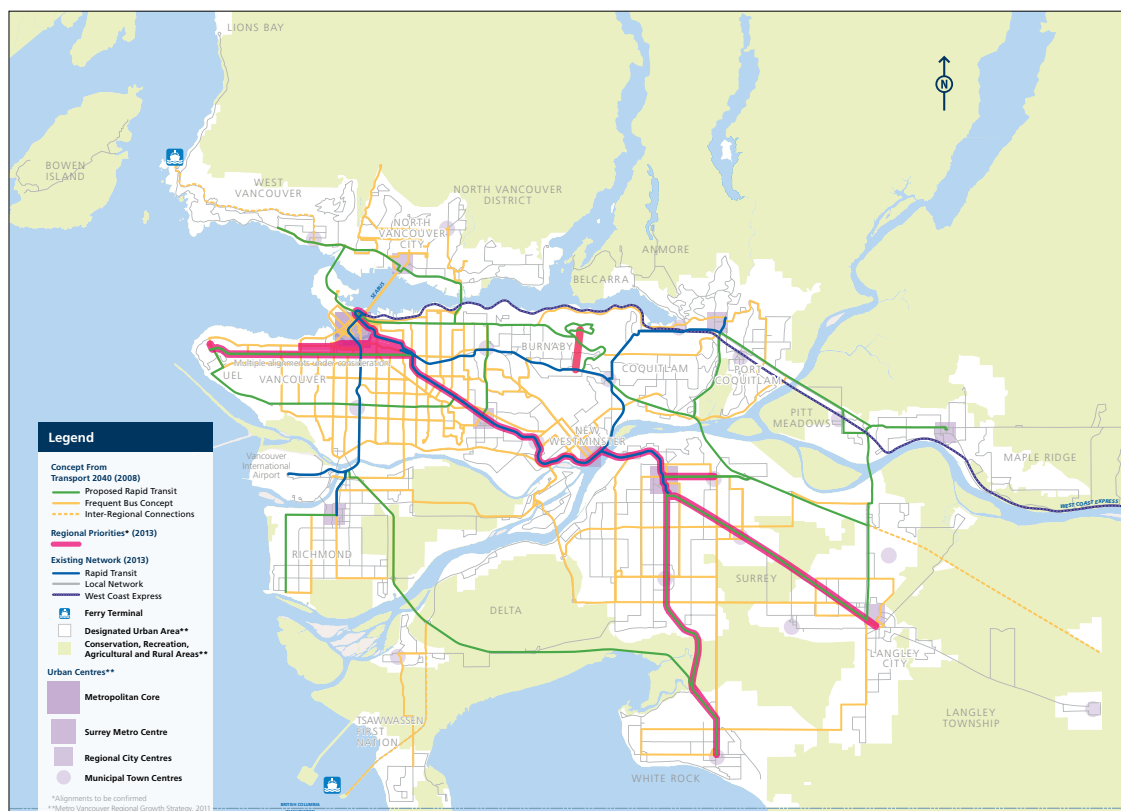 LIONS BAY
BOWEN
ISLAND
WEST
VANCOUVER
NORTH VANCOUVER
DISTRICT
NORTH
VANCOUVER
CITY
N
ANMORE
BELCARRA
SEABUS
BURNABY
COQUITLAM
PORT
COQUITLAM
Multiple alignments under consideration
UEL
VANCOUVER
PITT
MEADOWS
NEW
WESTMINSTER
MAPLE RIDGE
Vancouver
International
Airport
WEST COAST EXPRESS
RICHMOND
SURREY
DELTA
LANGLEY
CITY
LANGLEY
TOWNSHIP
TSAWWASSEN
FIRST
NATION
WHITE ROCK
BRITISH COLUMBIA
Legend
Concept From
Transport 2040 (2008)
Proposed Rapid Transit
Frequent Bus Concept
Inter-Regional Connections
Regional Priorities* (2013)
Existing Network (2013)
Rapid Transit
Local Network
West Coast Express
Ferry Terminal
Designated Urban Area**
Conservation, Recreation,
Agricultural and Rural Areas**
Urban Centres**
Metropolitan Core
Surrey Metro Centre
Regional City Centres
Municipal Town Centres
*Alignments to be confirmed
**Metro Vancouver Regional Growth Strategy, 2011